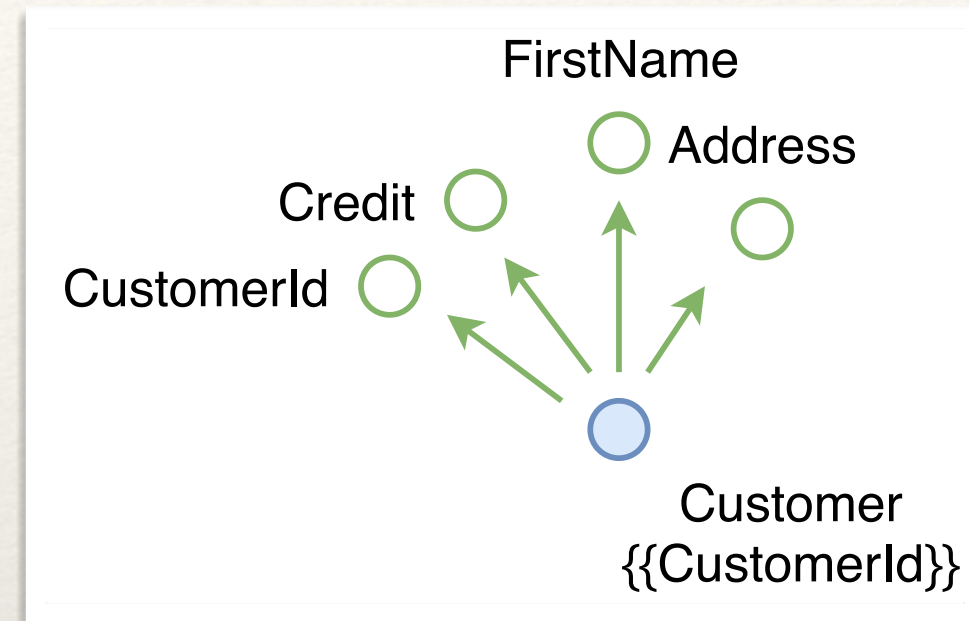 FirstName
Address
Credit
CustomerId
Customer
{{CustomerId}}